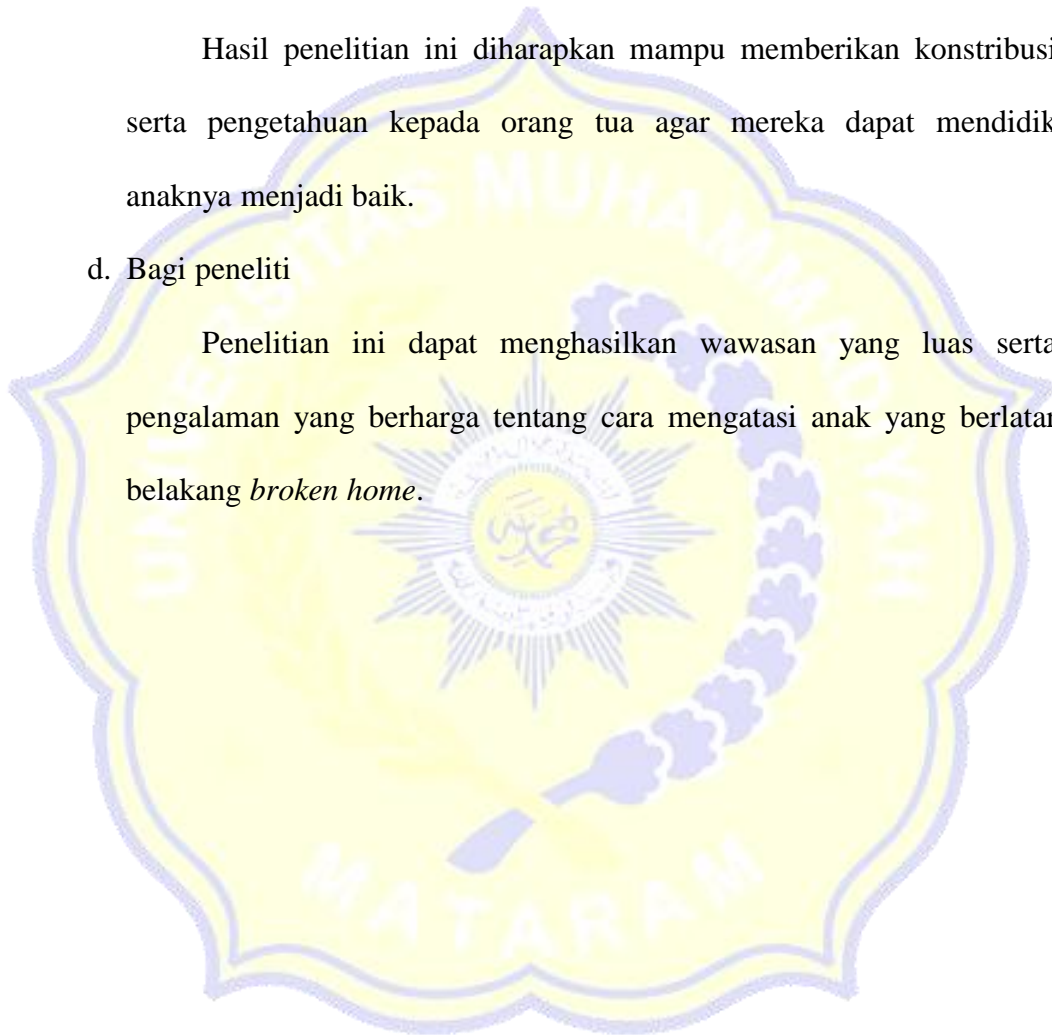 Hasil penelitian ini diharapkan mampu memberikan konstribusi
serta pengetahuan kepada orang tua agar mereka dapat mendidik
anaknya menjadi baik.
d. Bagi peneliti
Penelitian ini dapat menghasilkan wawasan yang luas serta
pengalaman yang berharga tentang cara mengatasi anak yang berlatar
belakang broken home.
UNIVERSITAS MUHAMMADIYAH
MATARAM